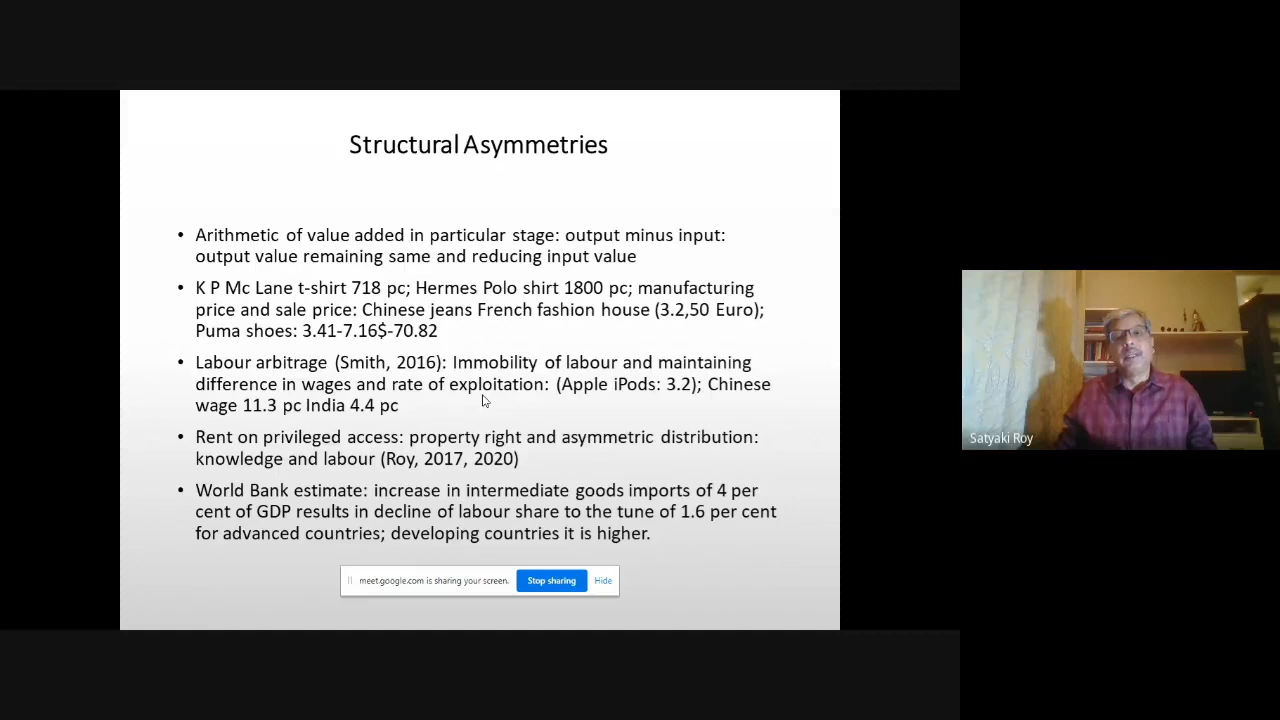 Structural Asymmetries
• Arithmetic of value added in particular stage: output minus input:
output value remaining same and reducing input value
• K P Mc Lane t-shirt 718 pc; Hermes Polo shirt 1800 pc; manufacturing
price and sale price: Chinese jeans French fashion house (3.2,50 Euro);
Puma shoes: 3.41-7.16$-70.82
• Labour arbitrage (Smith, 2016): Immobility of labour and maintaining
difference in wages and rate of exploitation: (Apple iPods: 3.2); Chinese
wage 11.3 pc India 4.4 pc
• Rent on privileged access: property right and asymmetric distribution:
knowledge and labour (Roy, 2017, 2020)
• World Bank estimate: increase in intermediate goods imports of 4 per
cent of GDP results in decline of labour share to the tune of 1.6 per cent
for advanced countries; developing countries it is higher.
meet.google.com is sharing your screen. Stop sharing Hide
Satyaki Roy